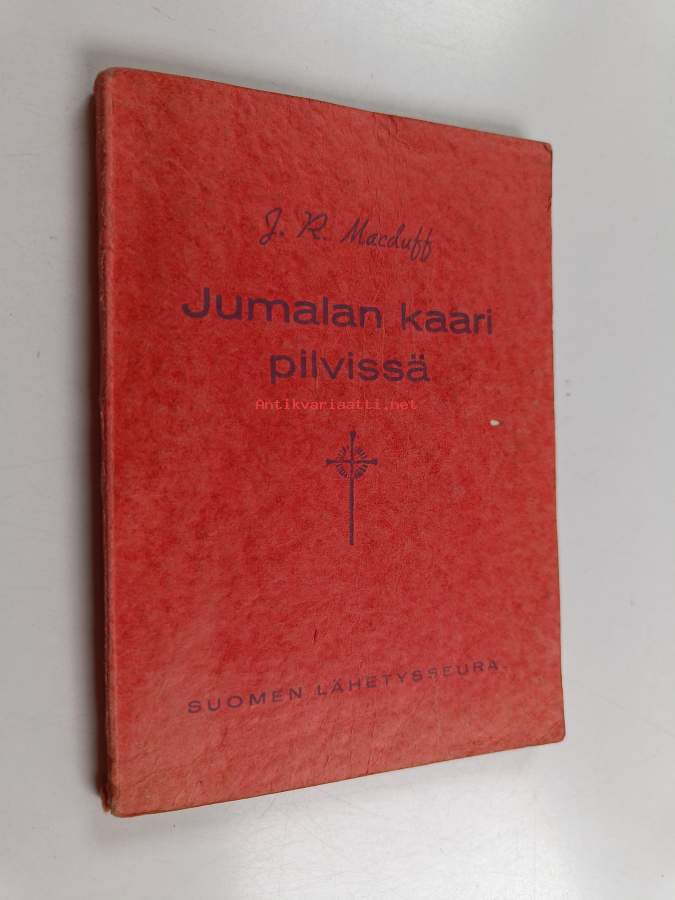 J. R. Macduff
Jumalan kaari
pilvissä
Antikvariaatti.net
SUOMEN LÄHETYSSEURA